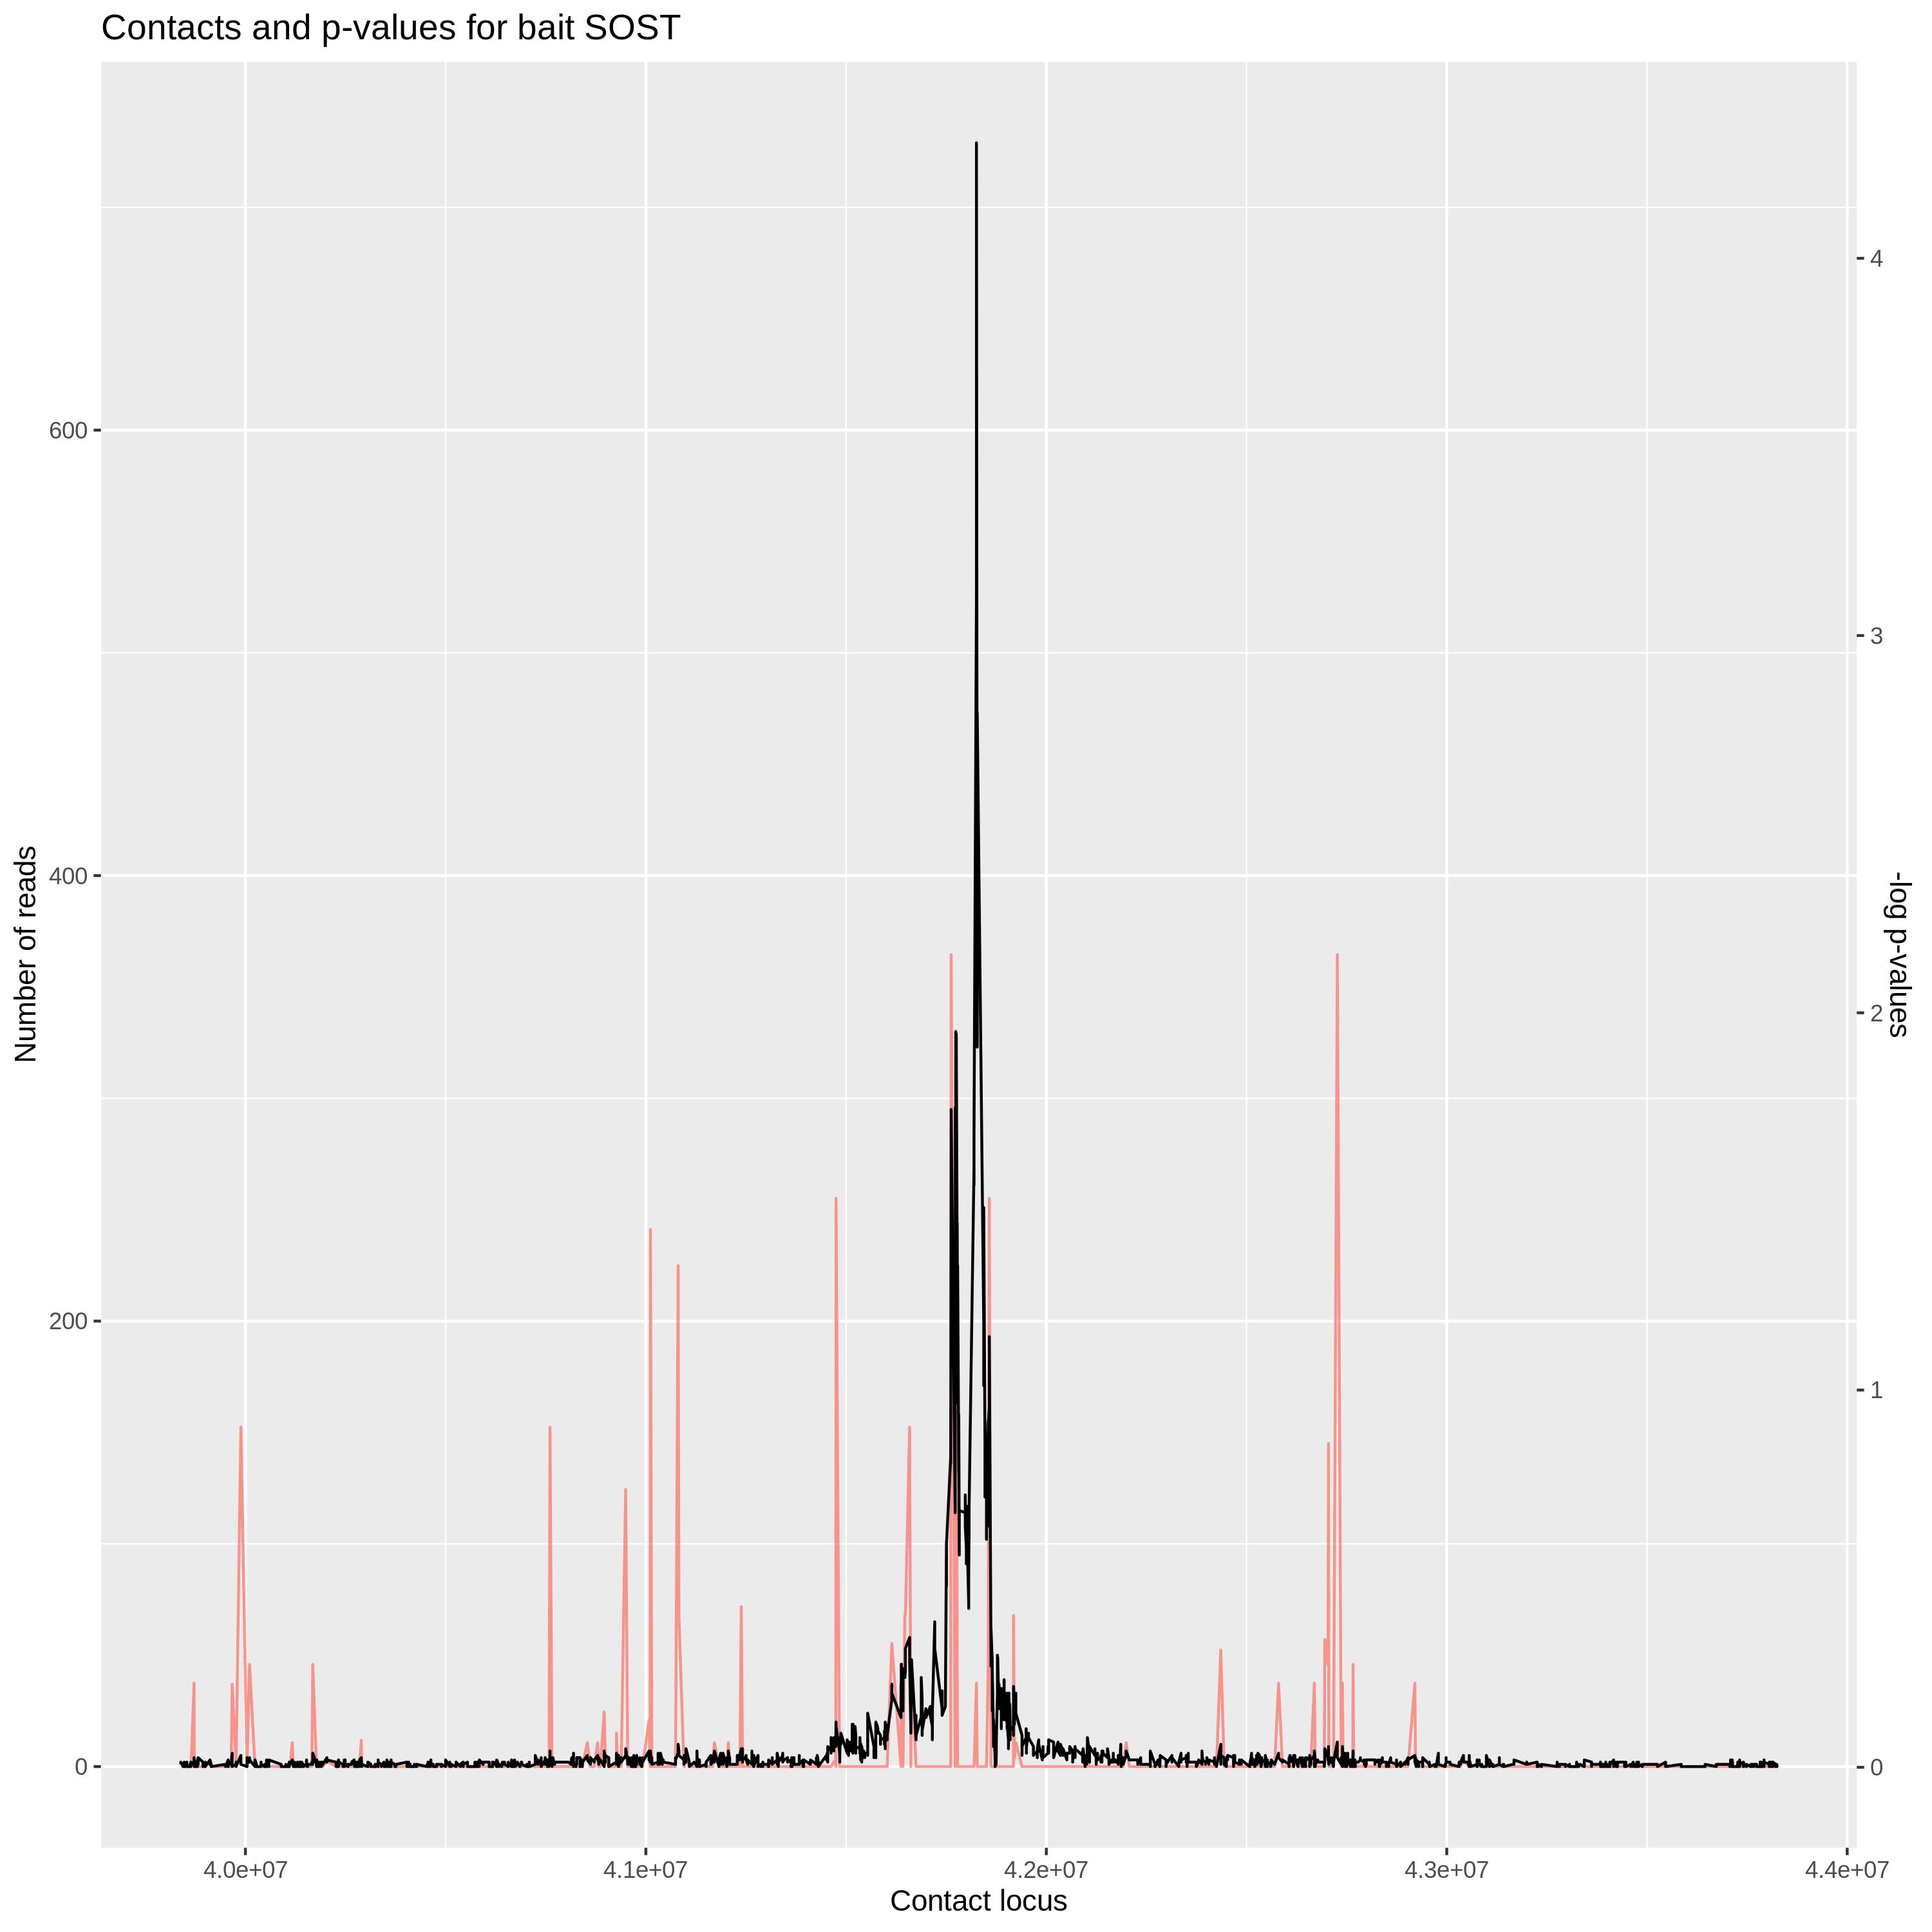 Contacts and p-values for bait SOST
Number of reads
600
400
200
0
4
3
2
1
0
-log p-values
4.0e+07
4.1e+07
4.2e+07
4.3e+07
4.4e+07
Contact locus